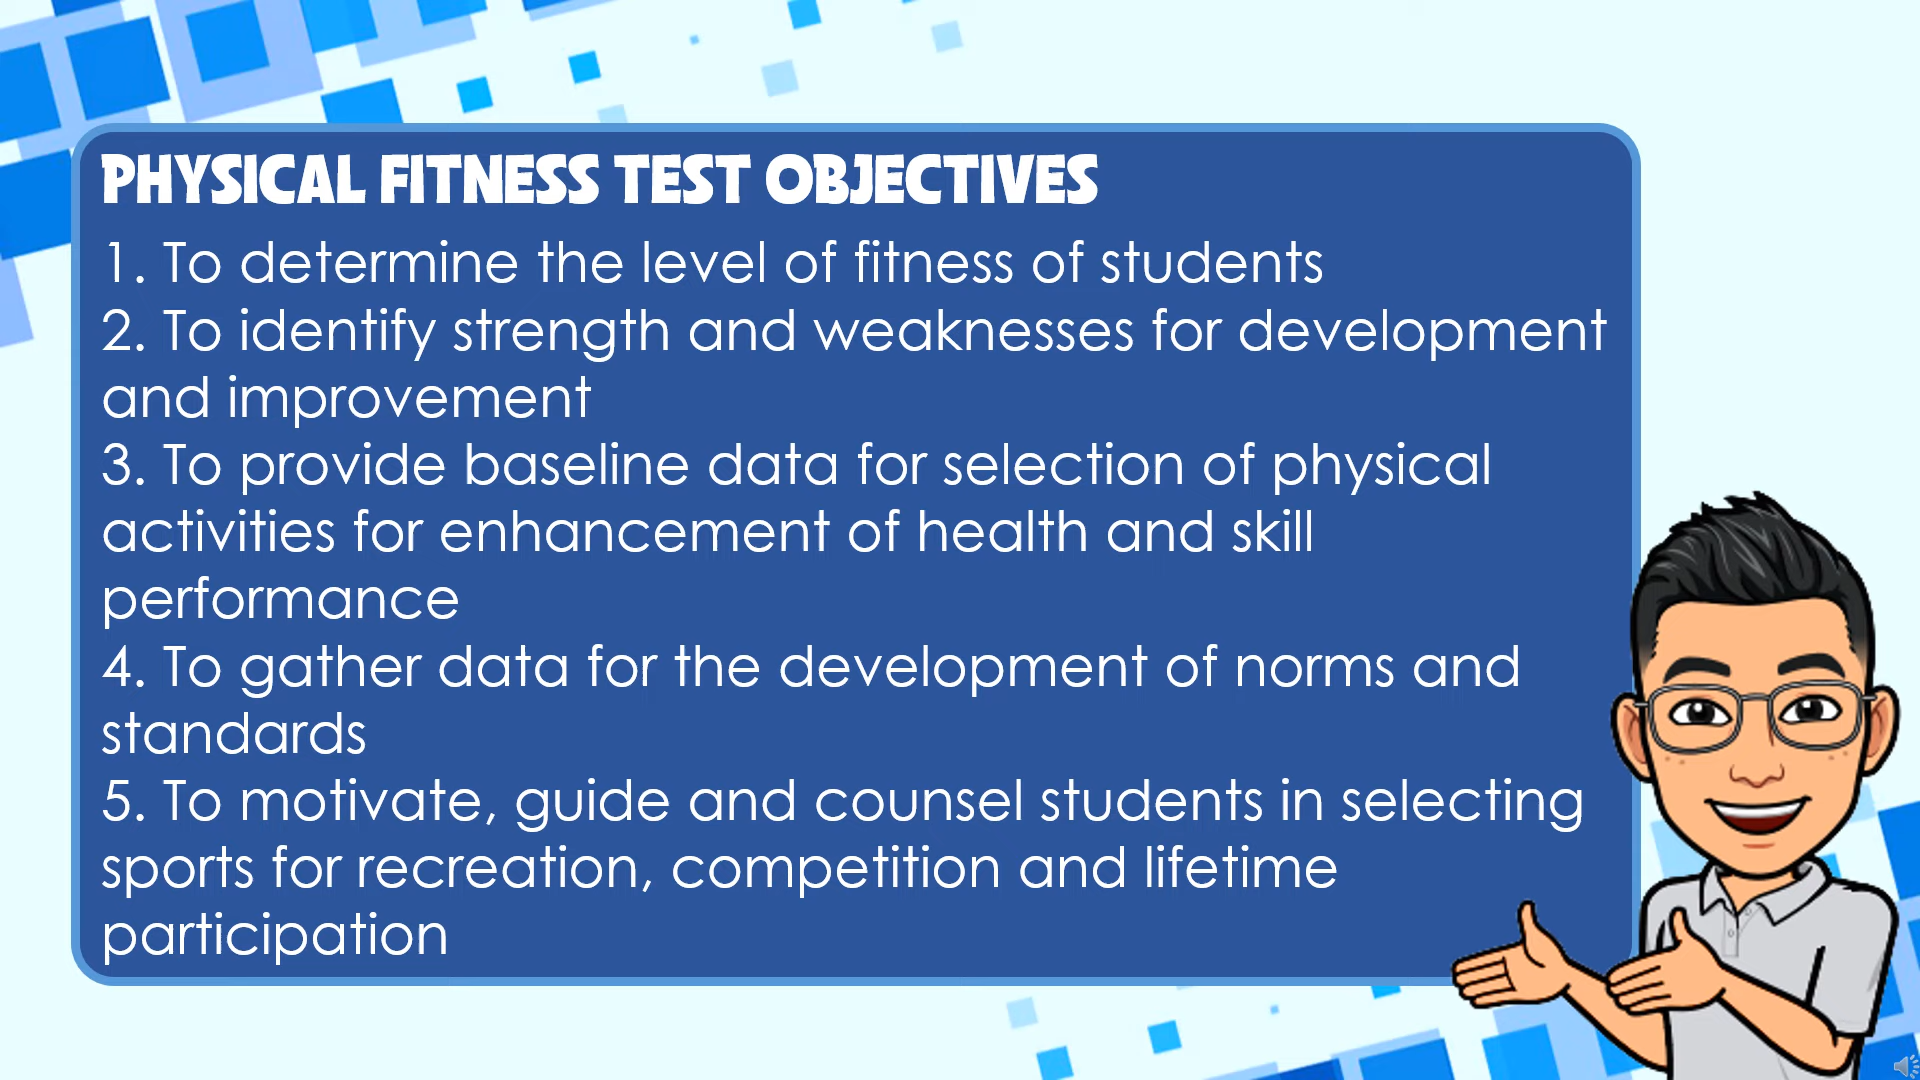 PHYSICAL FITNESS TEST OBJECTIVES
1. To determine the level of fitness of students
2. To identify strength and weaknesses for development
and improvement
3. To provide baseline data for selection of physical
activities for enhancement of health and skill
performance
4. To gather data for the development of norms and
standards
5. To motivate, guide and counsel students in selecting
sports for recreation, competition and lifetime
participation